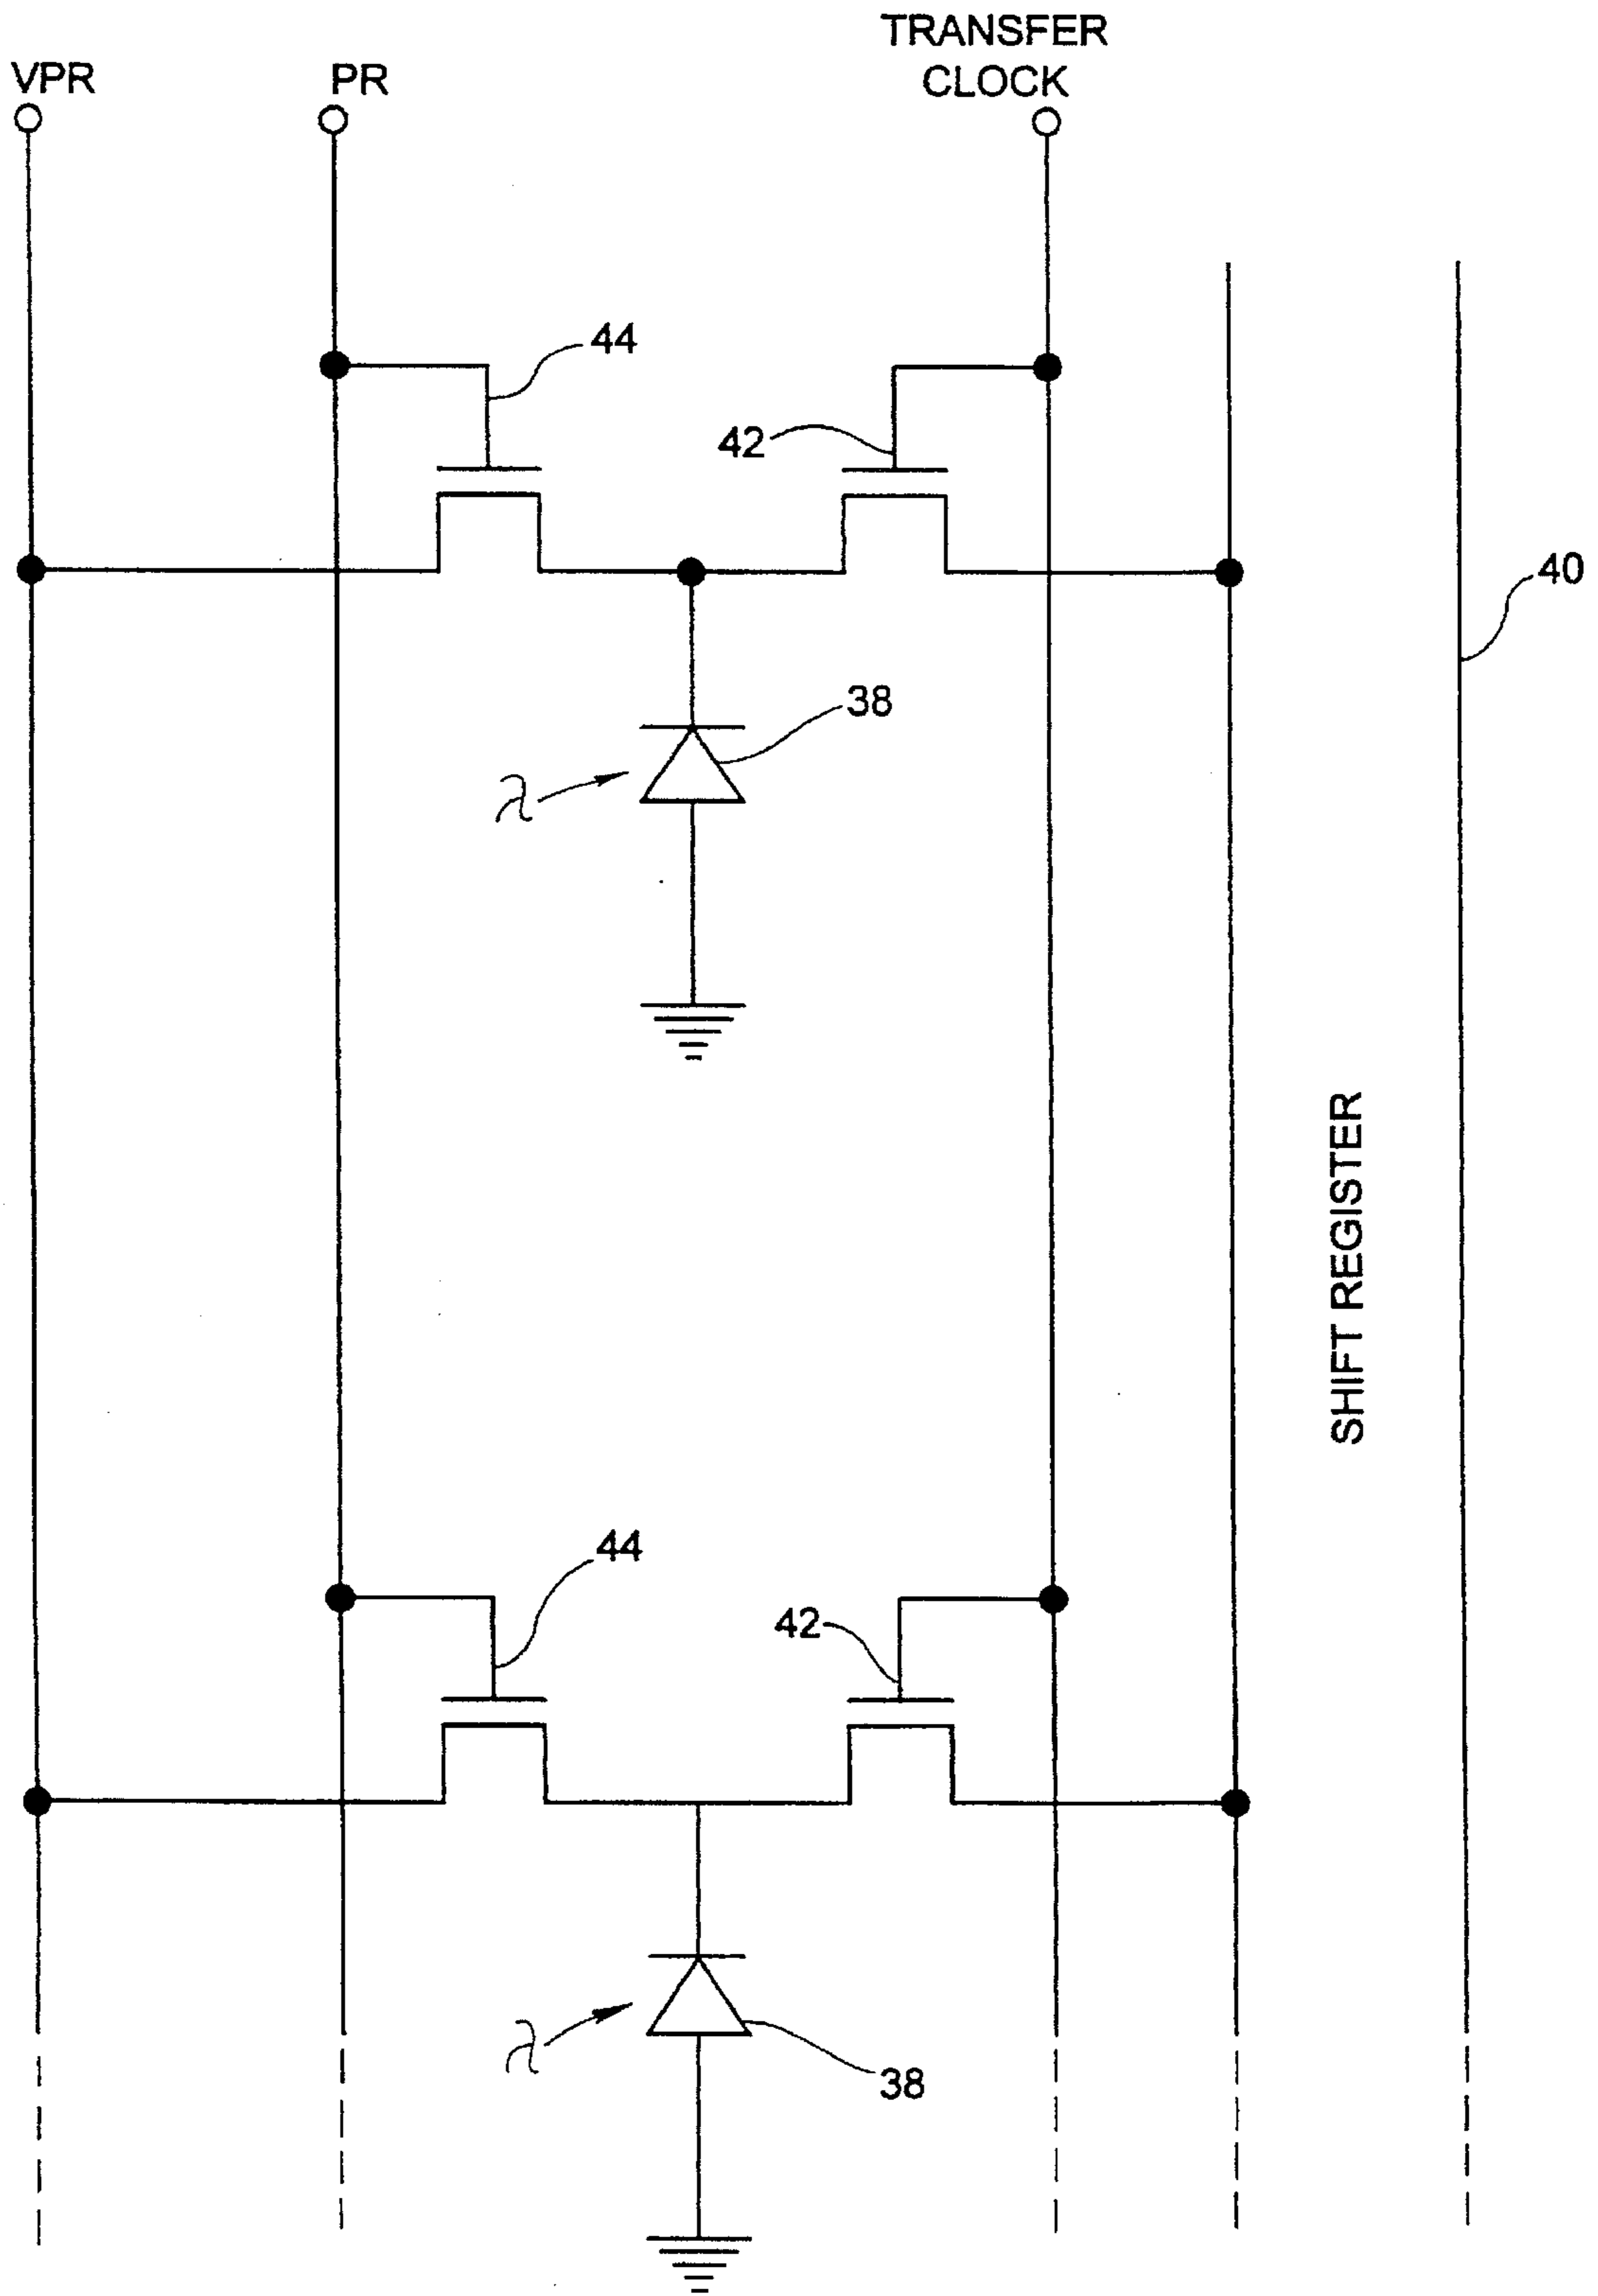 TRANSFER
CLOCK
VPR
PR
44
42
40
38
λ
SHIFT REGISTER
44
42
λ
38